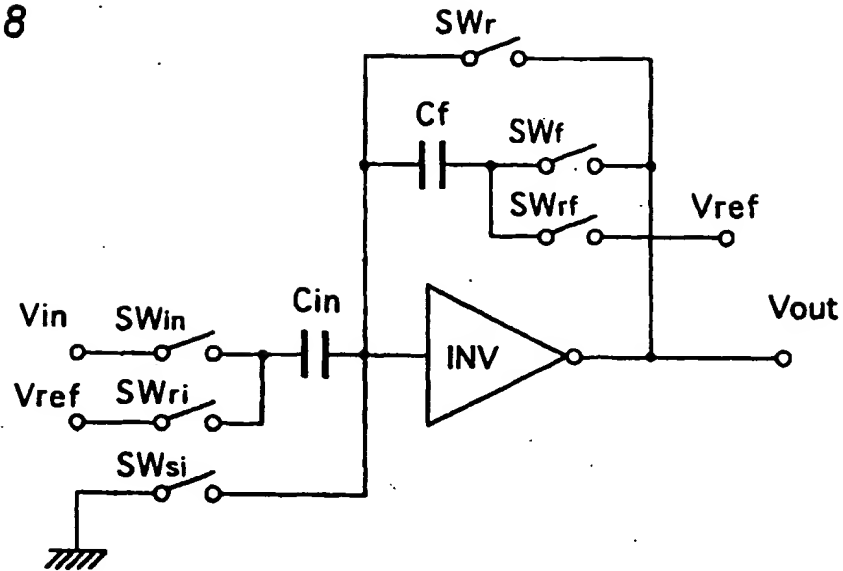 8
SWr
Cf
SWf
SWrf
Vref
Cin
Vin
SWin
Vout
INV
Vref
SWri
SWsi